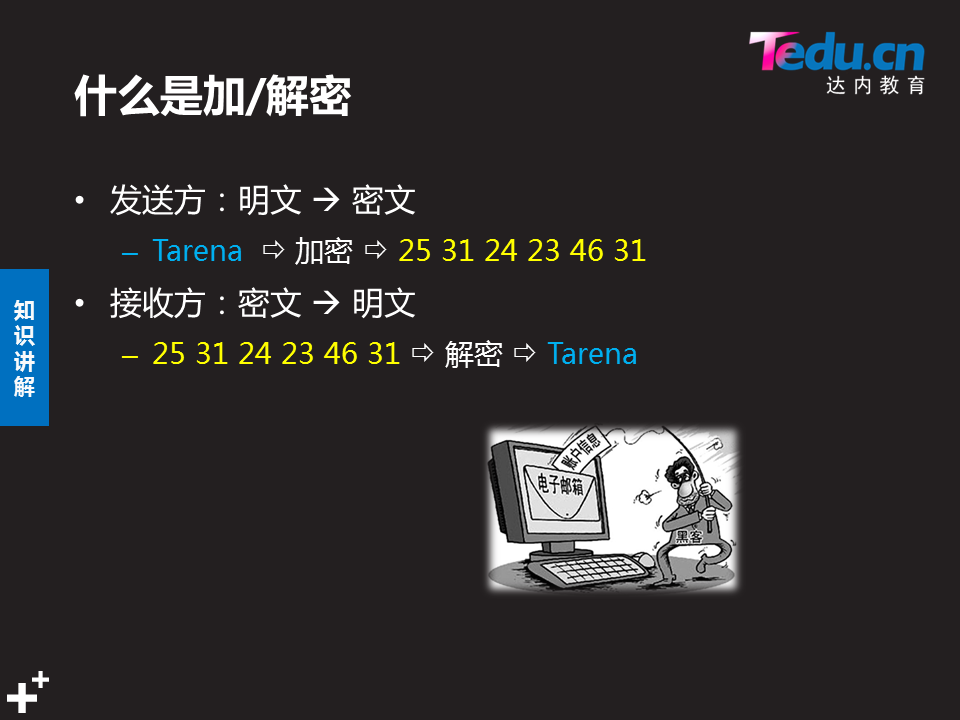 Tedu.cn
达内教育
什么是加/解密
• 发送方：明文 → 密文
– Tarena ⇨ 加密 ⇨ 25 31 24 23 46 31
• 接收方：密文 → 明文
– 25 31 24 23 46 31 ⇨ 解密 ⇨ Tarena
知识讲解
账户信息
电子邮箱
黑客